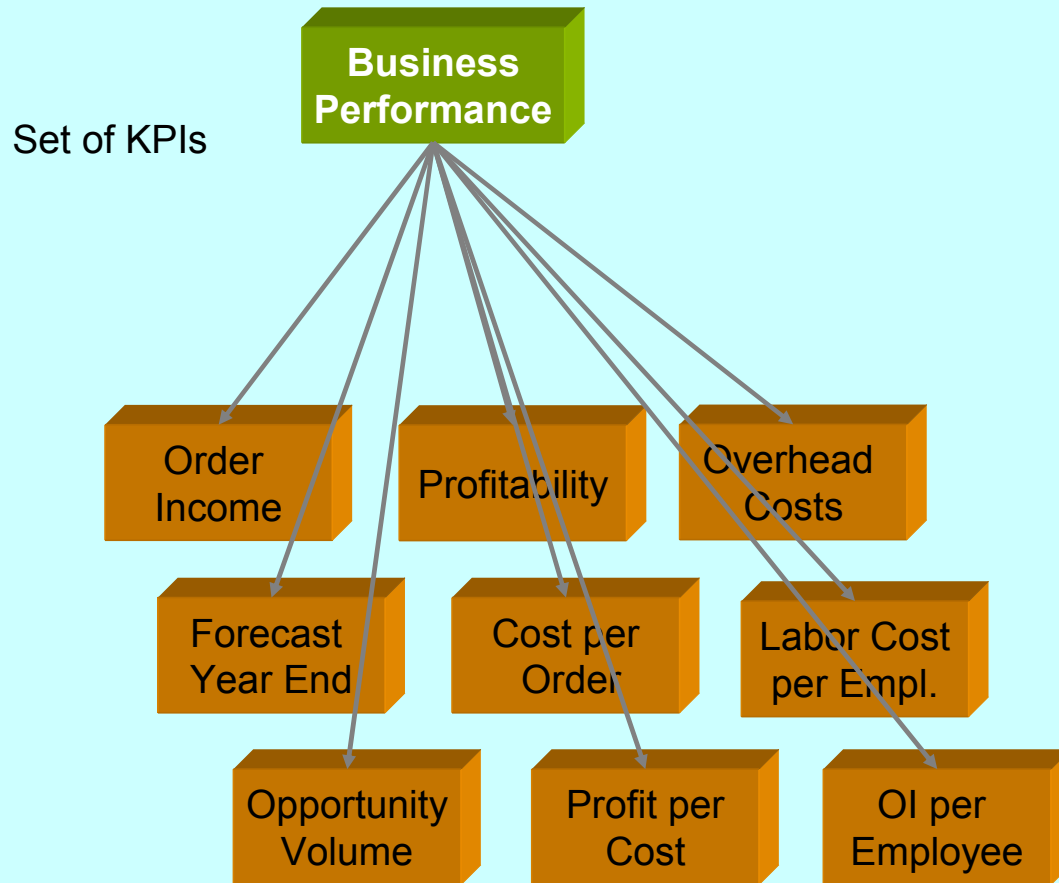 Business
Performance
Set of KPIs
Order
Income
Profitability
Overhead
Costs
Forecast
Year End
Cost per
Order
Labor Cost
per Empl.
Opportunity
Volume
Profit per
Cost
OI per
Employee